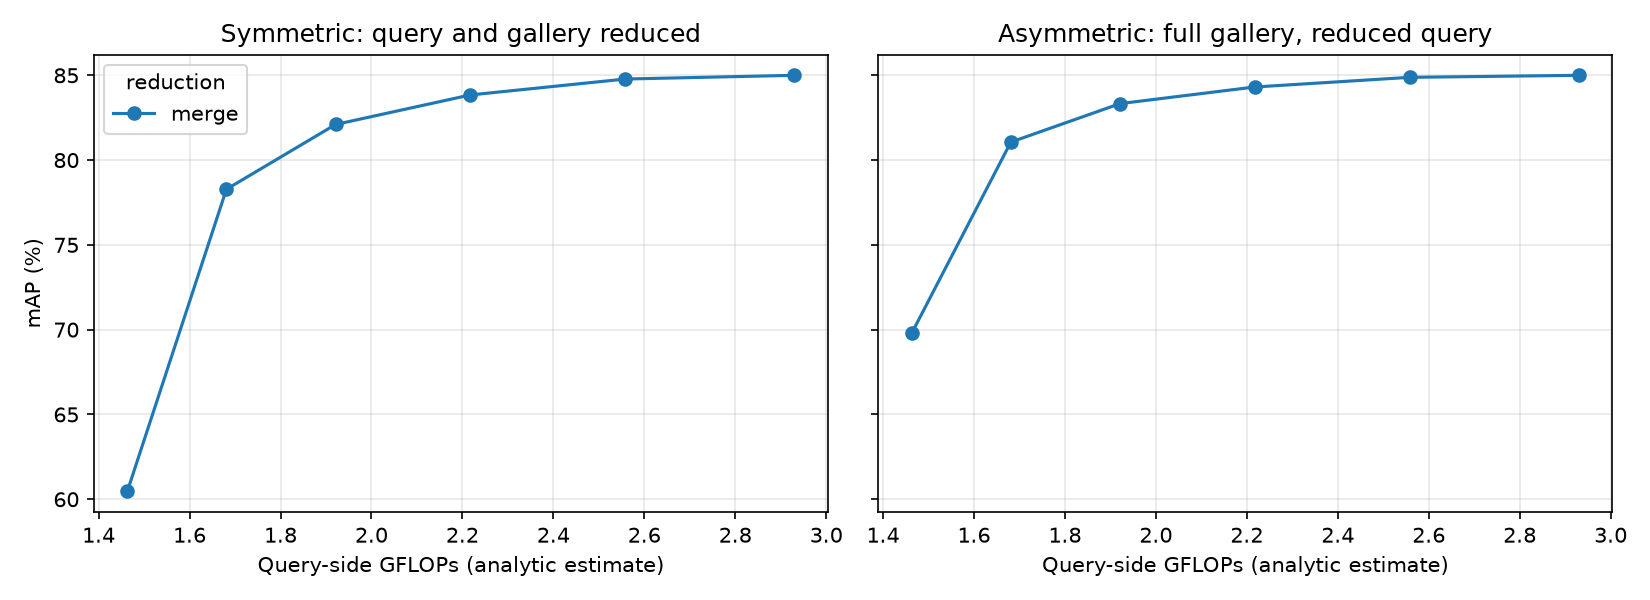 Symmetric: query and gallery reduced
reduction
merge
mAP (%)
85
80
75
70
65
60
1.4 1.6 1.8 2.0 2.2 2.4 2.6 2.8 3.0
Query-side GFLOPs (analytic estimate)
Asymmetric: full gallery, reduced query
1.4 1.6 1.8 2.0 2.2 2.4 2.6 2.8 3.0
Query-side GFLOPs (analytic estimate)